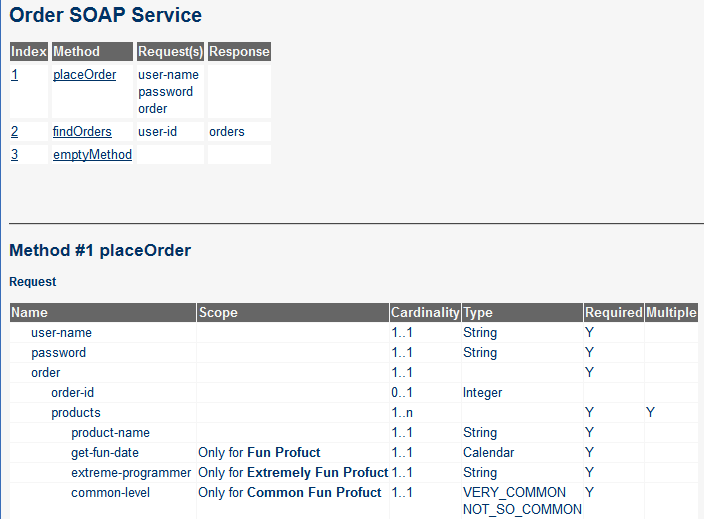 Order SOAP Service
Index Method Request(s) Response
1 placeOrder user-name
password
order
2 findOrders user-id orders
3 emptyMethod
Method #1 placeOrder
Request
Name Scope Cardinality Type Required Multiple
user-name 1..1 String Y
password 1..1 String Y
order 1..1 Y
order-id 0..1 Integer
products 1..n Y Y
product-name 1..1 String Y
get-fun-date Only for Fun Profuct 1..1 Calendar Y
extreme-programmer Only for Extremely Fun Profuct 1..1 String Y
common-level Only for Common Fun Profuct 1..1 VERY_COMMON Y
NOT_SO_COMMON